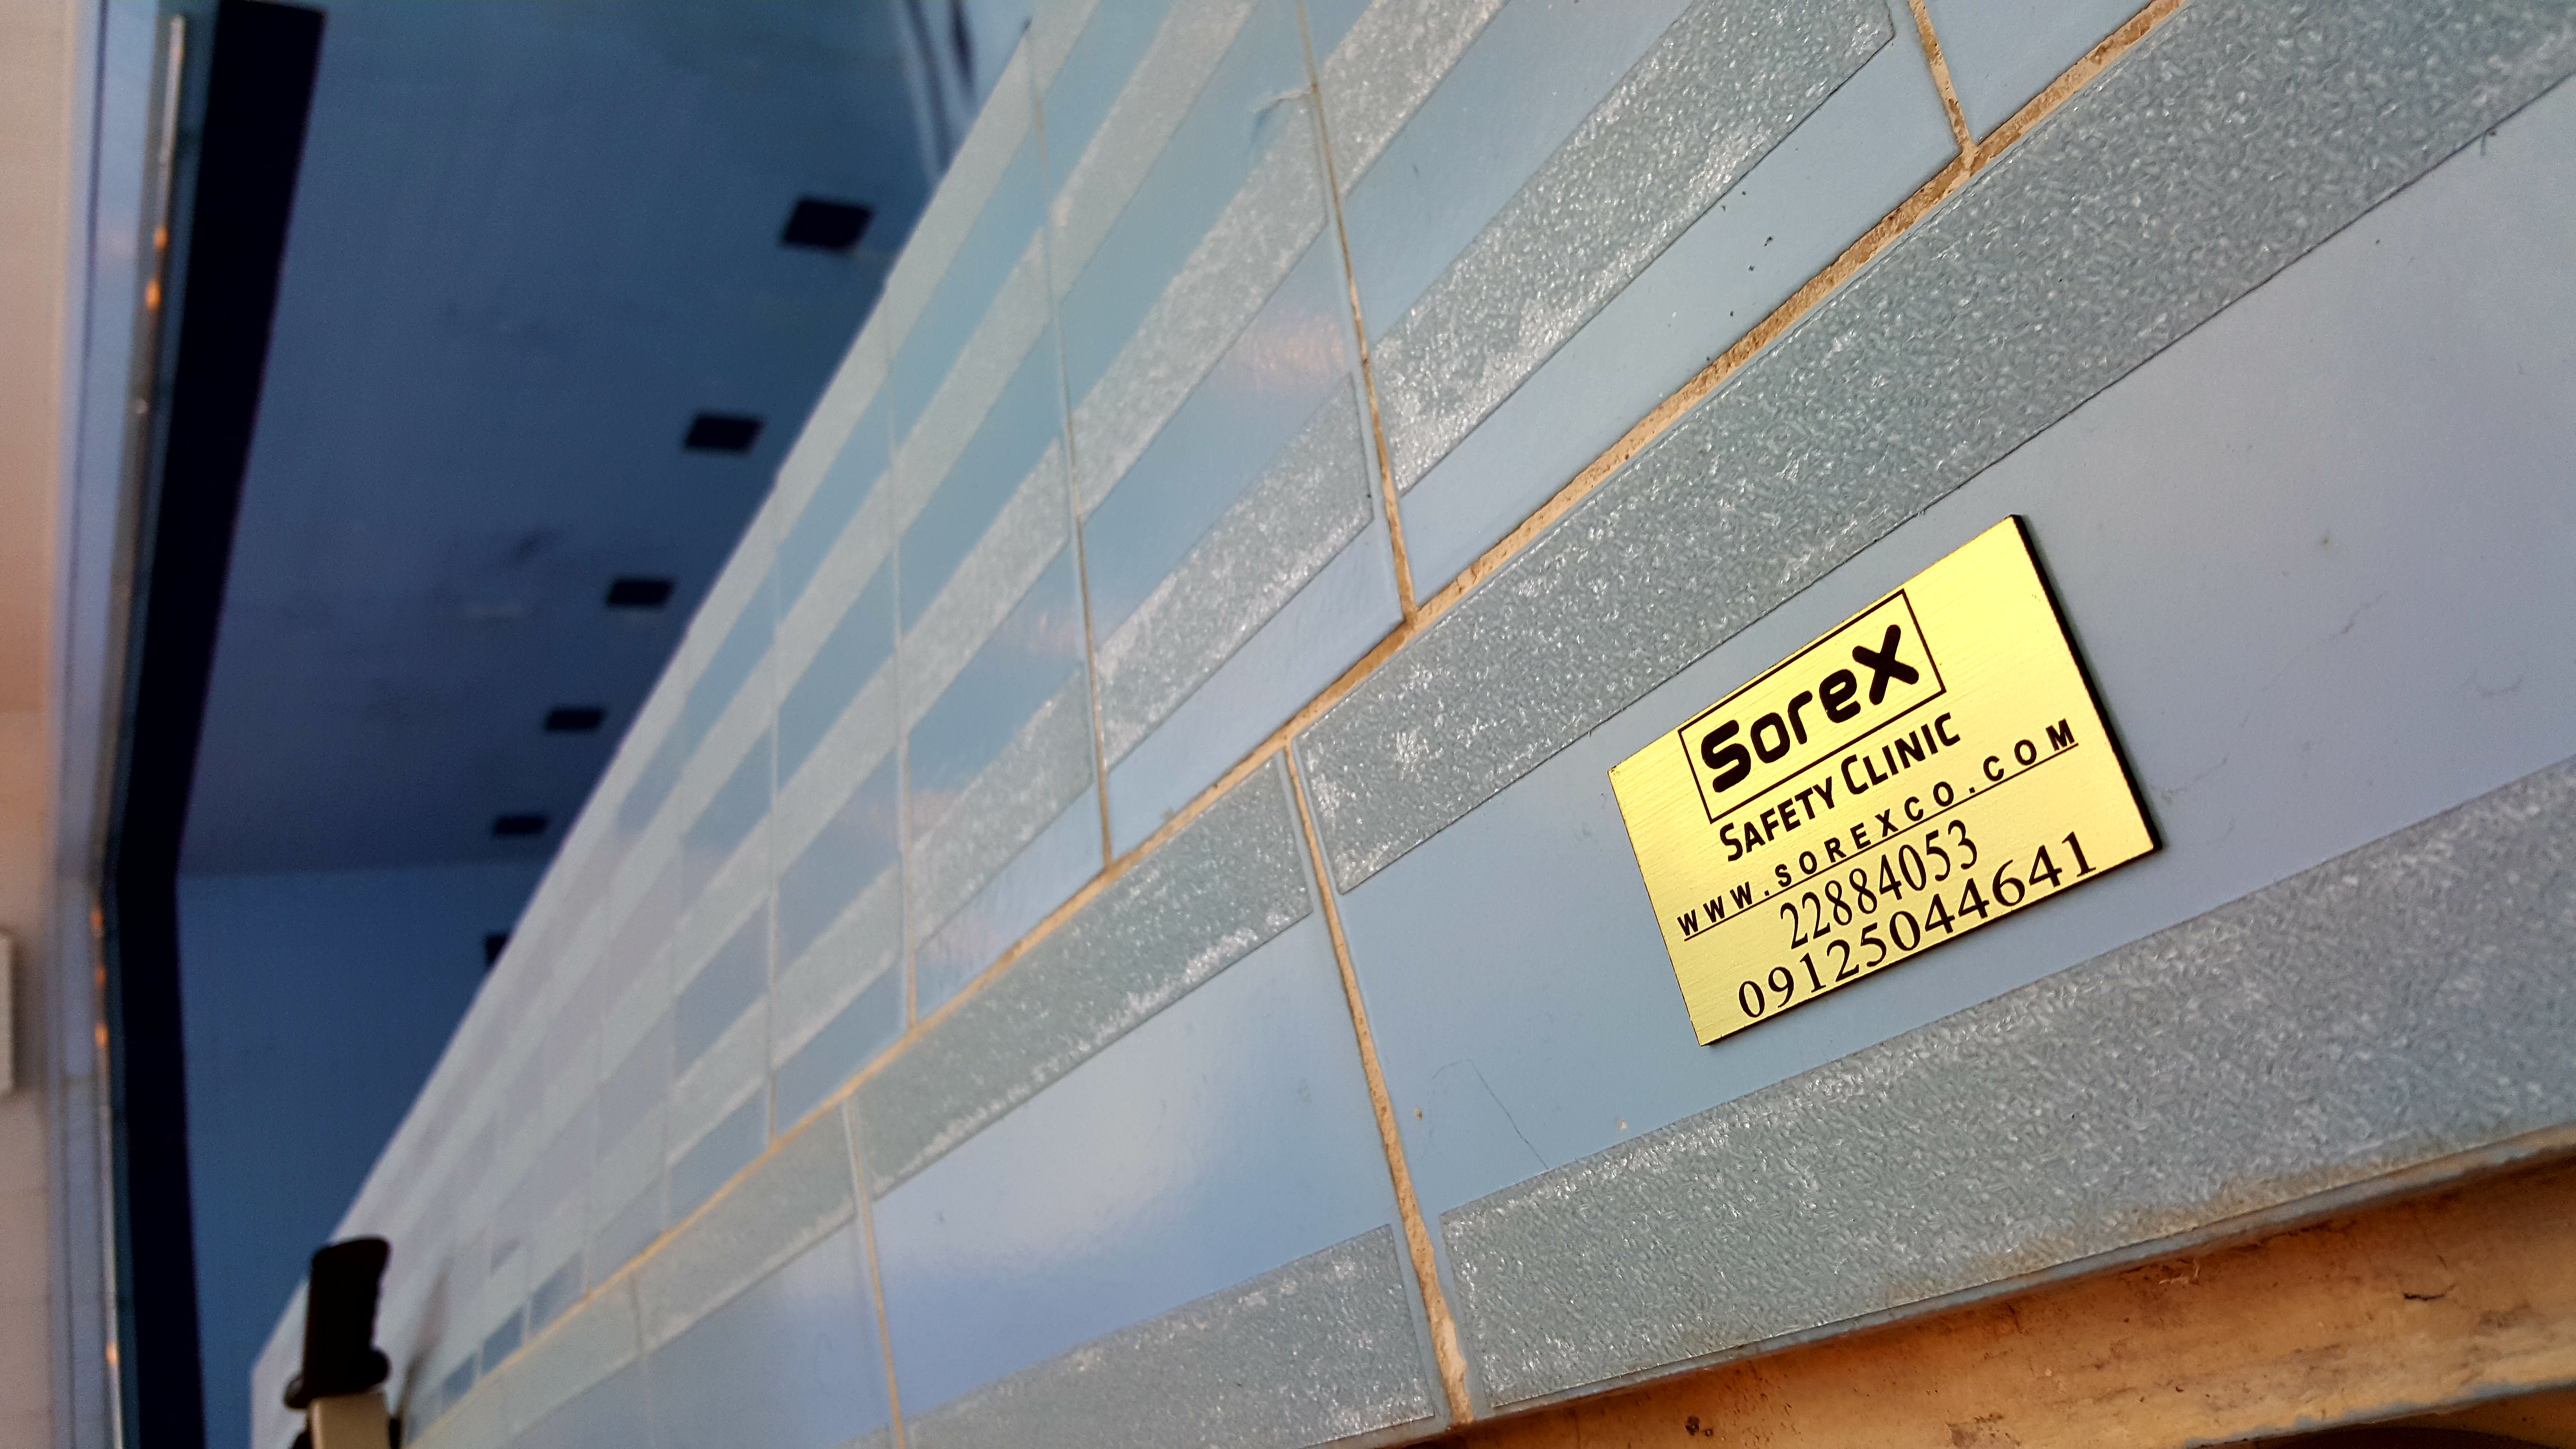 SoreX
SAFETY CLINIC
WWW.SOREXCO.COM
22884053
09125044641